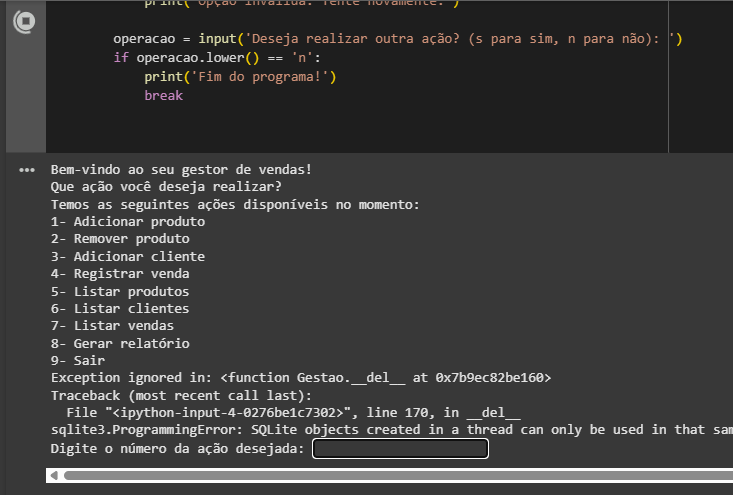 print('Opção inválida. Tente novamente.')
operacao = input('Deseja realizar outra ação? (s para sim, n para não): ')
if operacao.lower() == 'n':
print('Fim do programa!')
break
Bem-vindo ao seu gestor de vendas!
Que ação você deseja realizar?
Temos as seguintes ações disponíveis no momento:
1- Adicionar produto
2- Remover produto
3- Adicionar cliente
4- Registrar venda
5- Listar produtos
6- Listar clientes
7- Listar vendas
8- Gerar relatório
9- Sair
Exception ignored in: <function Gestao.__del__ at 0x7b9ec82be160>
Traceback (most recent call last):
File "<ipython-input-4-0276be1c7302>", line 170, in __del__
sqlite3.ProgrammingError: SQLite objects created in a thread can only be used in that sam
Digite o número da ação desejada: